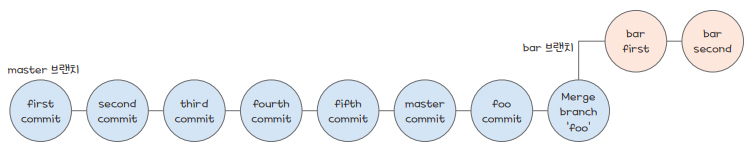 bar
first
bar
second
bar 브랜치
master 브랜치
first
commit
second
commit
third
commit
fourth
commit
fifth
commit
master
commit
foo
commit
Merge
branch
'foo'